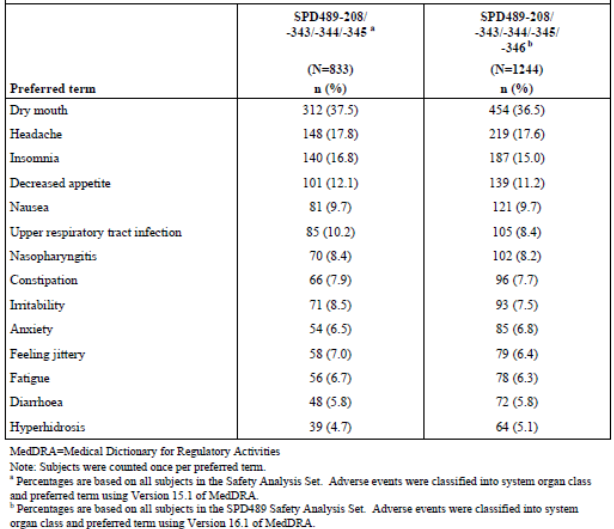 SPD489-208/ SPD489-208/
-343/-344/-345 a -343/-344/-345/
-346 b
(N=833) (N=1244)
Preferred term n (%) n (%)
Dry mouth 312 (37.5) 454 (36.5)
Headache 148 (17.8) 219 (17.6)
Insomnia 140 (16.8) 187 (15.0)
Decreased appetite 101 (12.1) 139 (11.2)
Nausea 81 (9.7) 121 (9.7)
Upper respiratory tract infection 85 (10.2) 105 (8.4)
Nasopharyngitis 70 (8.4) 102 (8.2)
Constipation 66 (7.9) 96 (7.7)
Irritability 71 (8.5) 93 (7.5)
Anxiety 54 (6.5) 85 (6.8)
Feeling jittery 58 (7.0) 79 (6.4)
Fatigue 56 (6.7) 78 (6.3)
Diarrhoea 48 (5.8) 72 (5.8)
Hyperhidrosis 39 (4.7) 64 (5.1)
MedDRA=Medical Dictionary for Regulatory Activities
Note: Subjects were counted once per preferred term.
a Percentages are based on all subjects in the Safety Analysis Set. Adverse events were classified into system organ class
and preferred term using Version 15.1 of MedDRA.
b Percentages are based on all subjects in the SPD489 Safety Analysis Set. Adverse events were classified into system
organ class and preferred term using Version 16.1 of MedDRA.